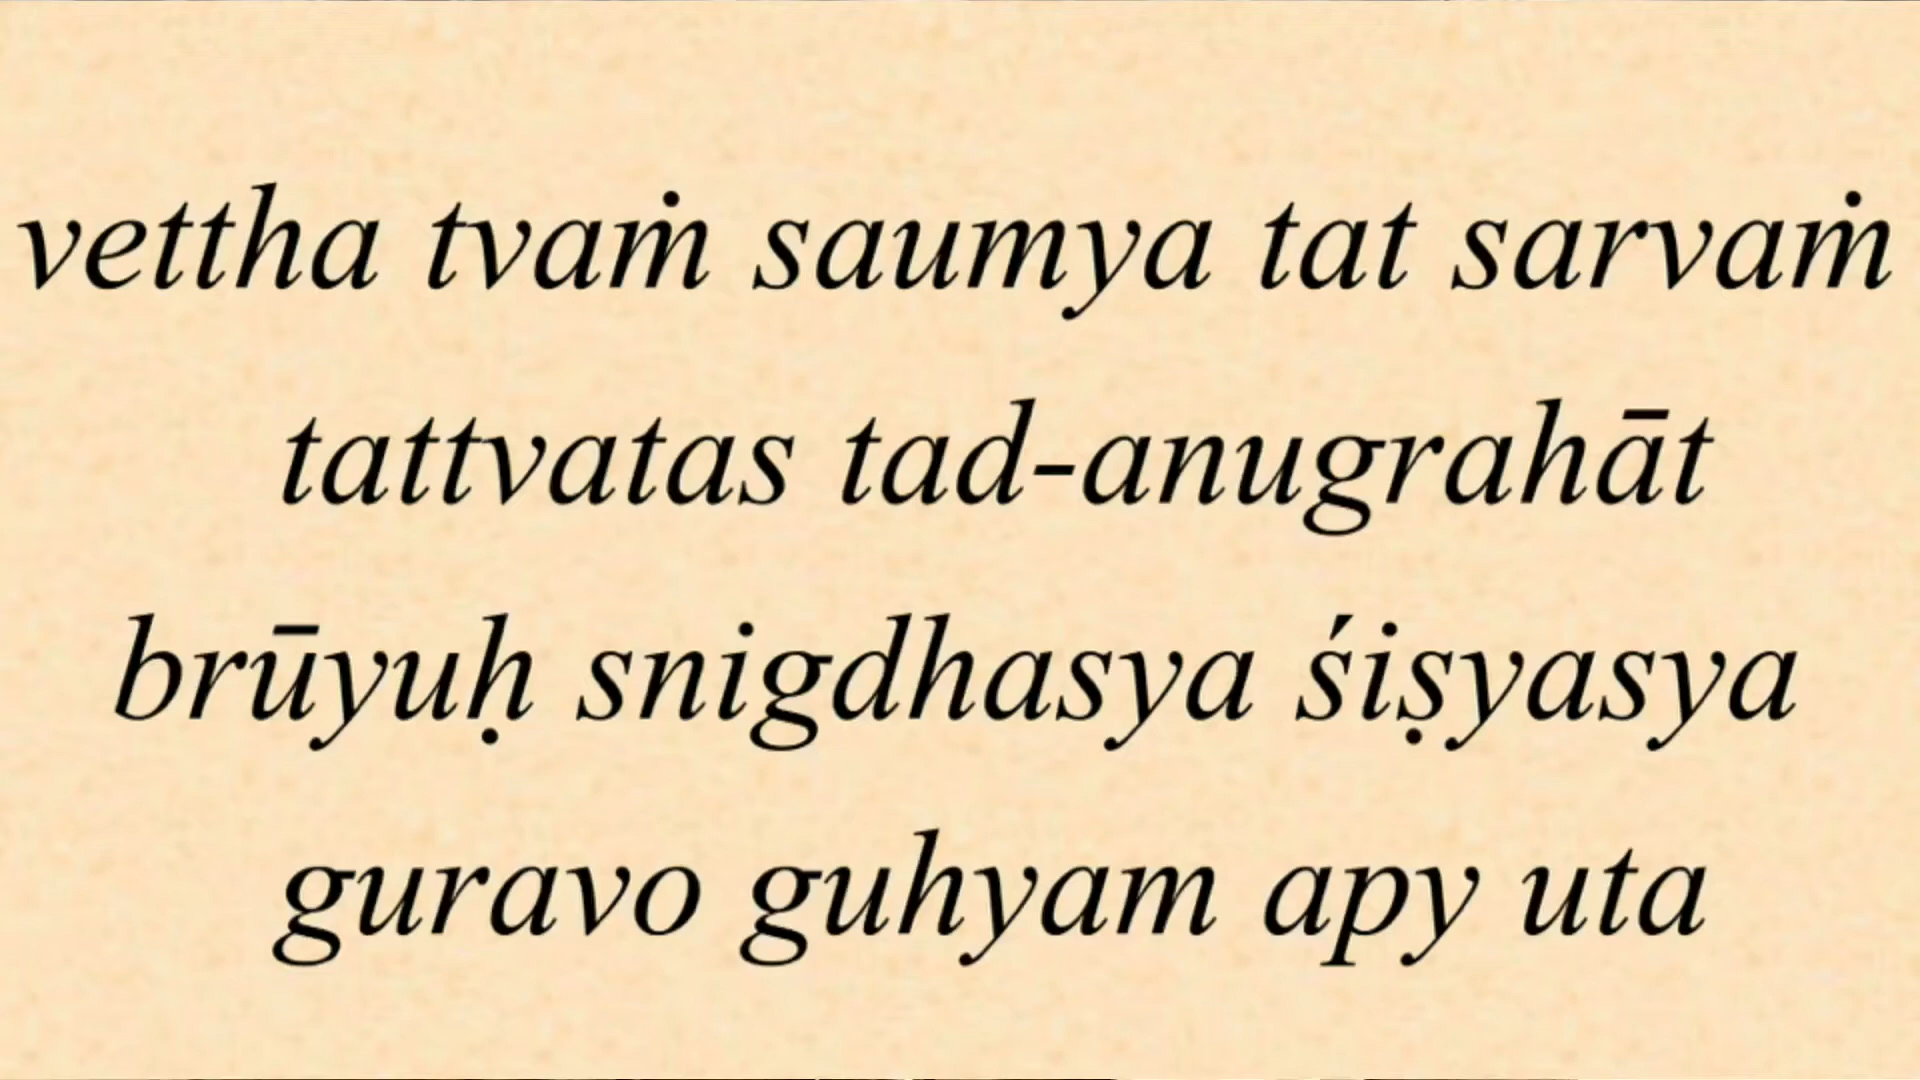 vettha tvaṁ saumya tat sarvaṁ
tattvatas tad-anugrahāt
brūyuḥ snigdhasya śiṣyasya
guravo guhyam apy uta